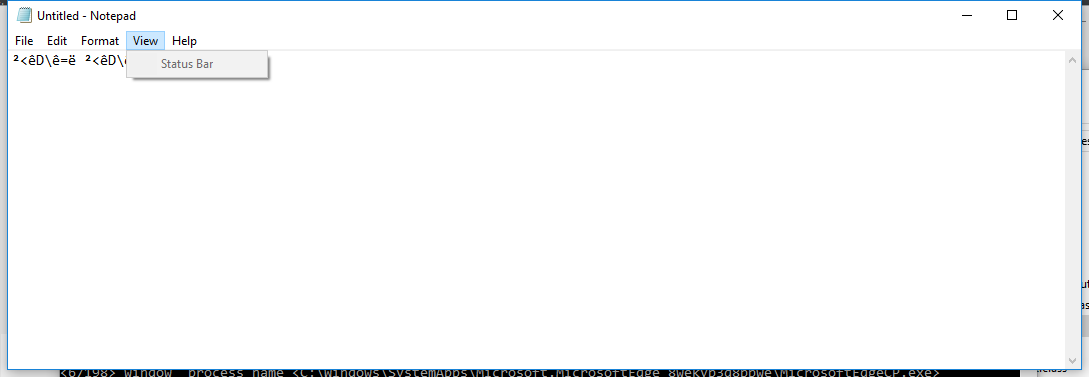 Untitled - Notepad
File Edit Format View Help
²<êD\ê=ë ²<êD\
Status Bar
<6/198> Window process name <C:\Windows\SystemApps\Microsoft.MicrosoftEdge_8wekyb3d8bbwe\MicrosoftEdgeCP.exe>